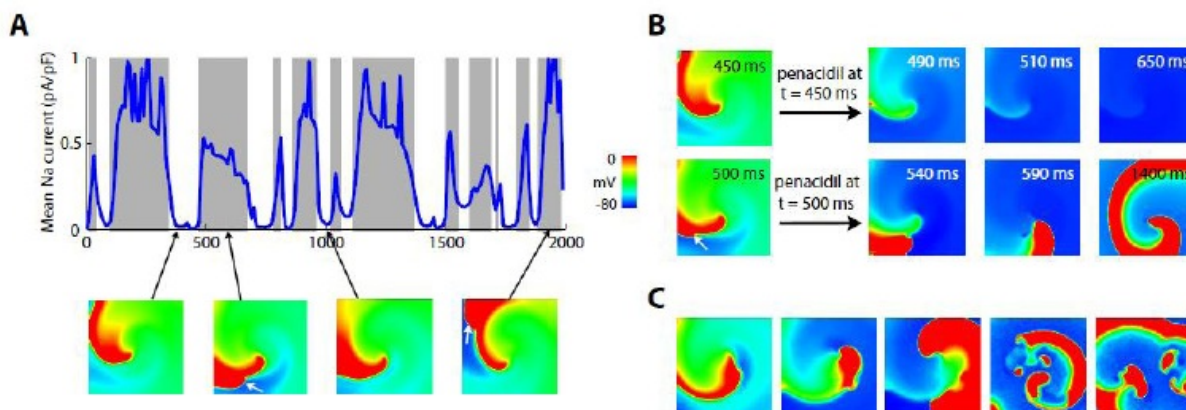 A
Mean Na current (pA/pF)
1
0.5
0
0
500
1000
1500
2000
0
mV
-80
B
450 ms
penacidil at
t = 450 ms
490 ms
510 ms
650 ms
500 ms
penacidil at
t = 500 ms
540 ms
590 ms
1400 ms
C